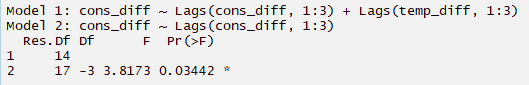 Model 1: cons_diff ~ Lags(cons_diff, 1:3) + Lags(temp_diff, 1:3)
Model 2: cons_diff ~ Lags(cons_diff, 1:3)
  Res.Df Df      F  Pr(>F)
1     14
2     17 -3 3.8173 0.03442 *